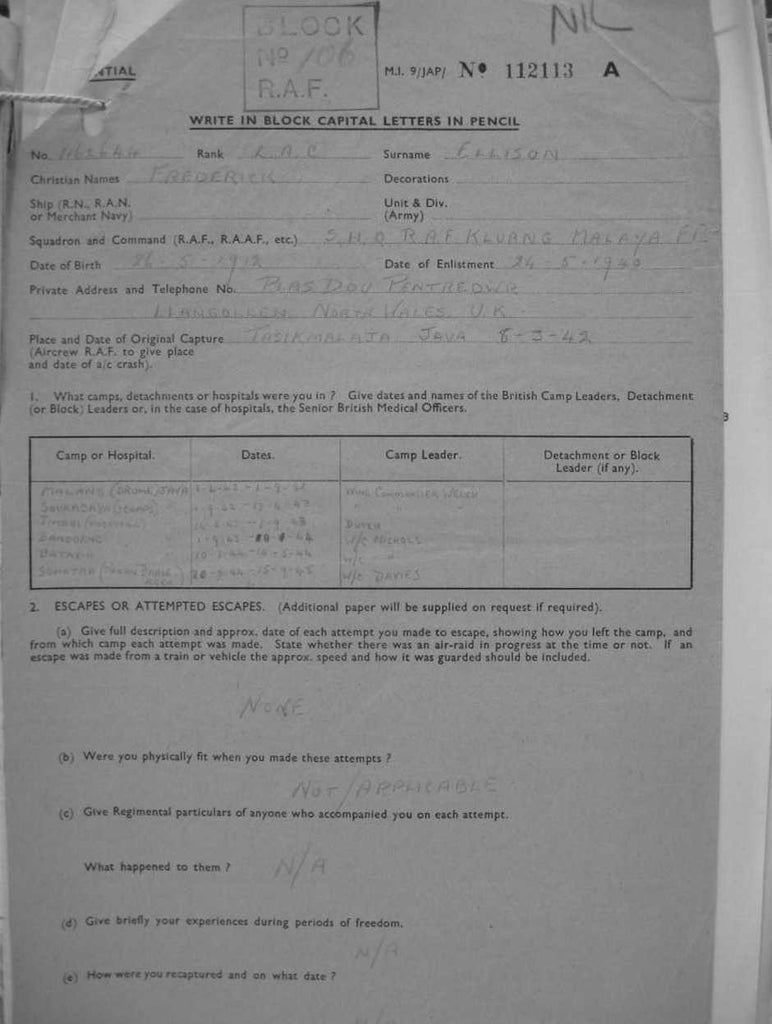 NIL
BLOCK
Nº 106
R.A.F.
NTIAL
M.I. 9/JAP/ Nº 112113 A
WRITE IN BLOCK CAPITAL LETTERS IN PENCIL
No. Rank L.A.C Surname ELLISON
Christian Names FREDERICK Decorations
Ship (R.N., R.A.N. or Merchant Navy)
Unit & Div. (Army)
Squadron and Command (R.A.F., R.A.A.F., etc.) S.H.Q R.A.F KLUANG MALAYA
Date of Birth 26-5-1912 Date of Enlistment 24-5-1940
Private Address and Telephone No. PLAS DOU PENTREDWR
LLANGOLLEN NORTH WALES U.K.
Place and Date of Original Capture TASIKMALAJA JAVA 8-3-42
(Aircrew R.A.F. to give place
and date of a/c crash).
1. What camps, detachments or hospitals were you in ? Give dates and names of the British Camp Leaders, Detachment
(or Block) Leaders or, in the case of hospitals, the Senior British Medical Officers.
Camp or Hospital. Dates. Camp Leader. Detachment or Block
Leader (if any).
MALANG (DROME) JAVA WING COMMANDER WELCH
" "
DUTCH
BANDOENG W/C NICHOLS
BATAVIA W/C "
SUMATRA W/C DAVIES
2. ESCAPES OR ATTEMPTED ESCAPES. (Additional paper will be supplied on request if required).
(a) Give full description and approx. date of each attempt you made to escape, showing how you left the camp, and
from which camp each attempt was made. State whether there was an air-raid in progress at the time or not. If an
escape was made from a train or vehicle the approx. speed and how it was guarded should be included.
NONE
(b) Were you physically fit when you made these attempts ?
NOT/APPLICABLE
(c) Give Regimental particulars of anyone who accompanied you on each attempt.
What happened to them ? N/A
(d) Give briefly your experiences during periods of freedom.
N/A
(e) How were you recaptured and on what date ?